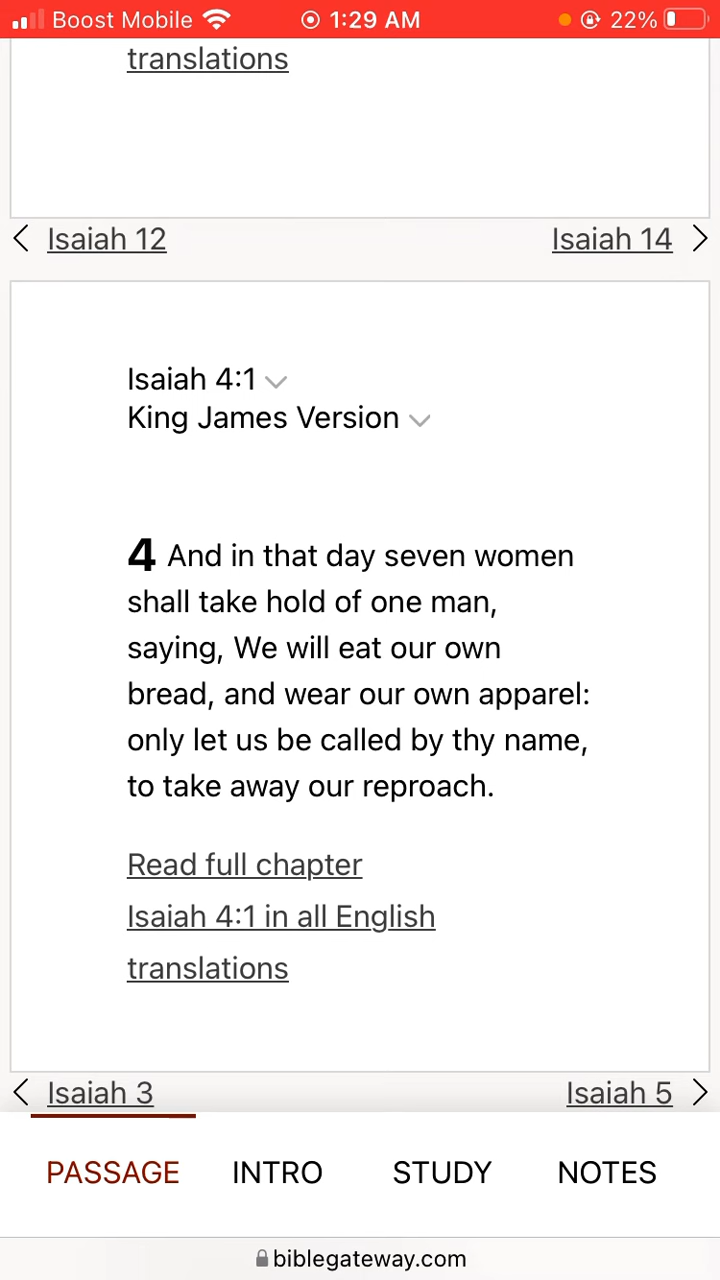 Boost Mobile 1:29 AM 22%
translations
Isaiah 12 Isaiah 14
Isaiah 4:1
King James Version
4 And in that day seven women
shall take hold of one man,
saying, We will eat our own
bread, and wear our own apparel:
only let us be called by thy name,
to take away our reproach.
Read full chapter
Isaiah 4:1 in all English
translations
Isaiah 3 Isaiah 5
PASSAGE INTRO STUDY NOTES
biblegateway.com